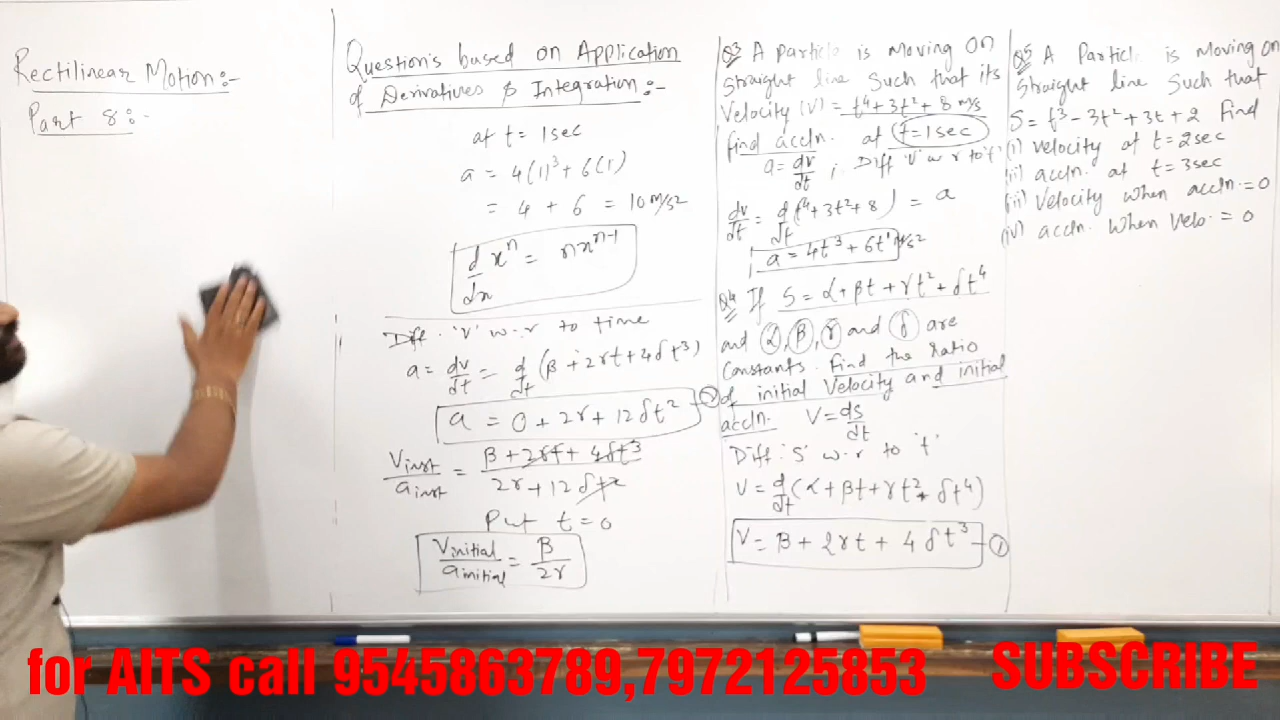 Rectilinear Motion:-
Part 8:-
Question's based on Application
of Derivatives & Integration:-
at t = 1sec
a = 4(1)³ + 6(1)
= 4 + 6 = 10 m/s²
d/dx xⁿ = nxⁿ⁻¹
Diff. 'V' w.r to time
a = dv/dt = d/dt (β + 2γt + 4δt³)
a = 0 + 2γ + 12δt² - ②
Vinst/ainst = β + 2γt + 4δt³ / 2γ + 12δt²
Put t = 0
Vinitial/ainitial = β/2γ
Q3 A particle is Moving On
straight line Such that its
Velocity (V) = t⁴ + 3t² + 8 m/s
find accln. at t=1sec
a = dv/dt ; Diff 'V' w r to 't'
dv/dt = d/dt (t⁴ + 3t² + 8) = a
a = 4t³ + 6t¹ m/s²
Q4 If S = α + βt + γt² + δt⁴
and α, β, γ and δ are
Constants. Find the ratio
of initial Velocity and initial
accln. V = ds/dt
Diff. 'S' w.r to 't'
V = d/dt (α + βt + γt² + δt⁴)
V = β + 2γt + 4δt³ - ①
Q5 A Particle is Moving on
Straight line Such that
S = t³ - 3t² + 3t + 2 Find
(i) Velocity at t = 2sec
(ii) accln. at t = 3sec
(iii) Velocity when accln. = 0
(iv) accln. When Velo. = 0
for AITS call 9545863789,7972125853
SUBSCRIBE